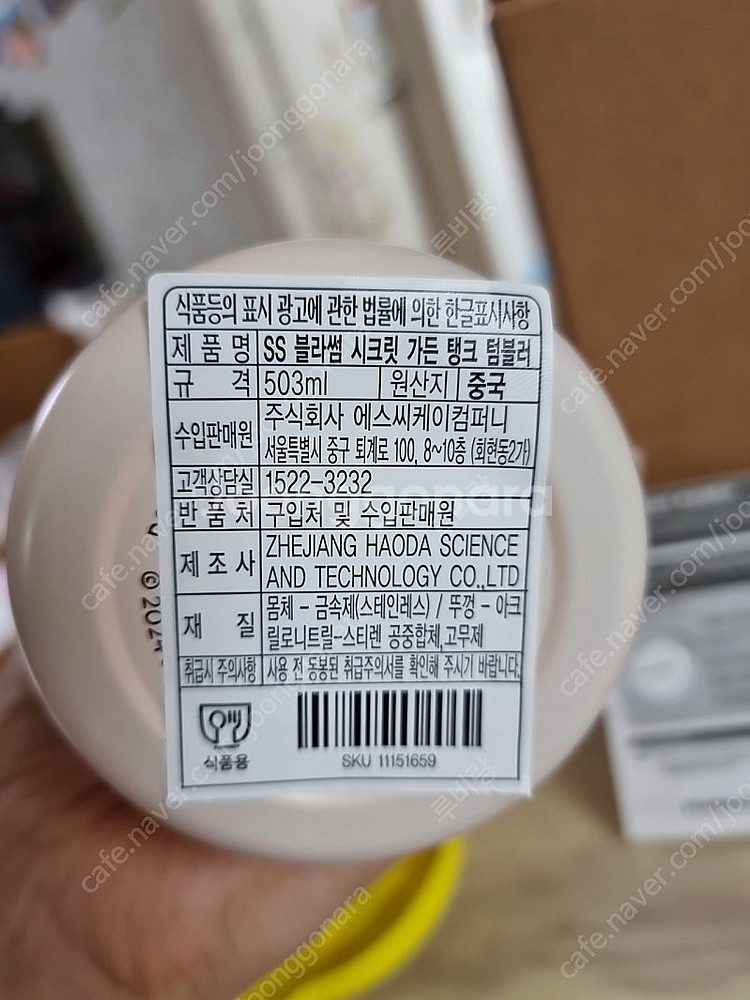 식품등의 표시 광고에 관한 법률에 의한 한글표시사항
제 품 명 SS 블라썸 시크릿 가든 탱크 텀블러
규 격 503ml 원산지 중국
수입판매원 주식회사 에스씨케이컴퍼니
서울특별시 중구 퇴계로 100, 8~10층 (회현동2가)
고객상담실 1522-3232
반 품 처 구입처 및 수입판매원
제 조 사 ZHEJIANG HAODA SCIENCE
AND TECHNOLOGY CO.,LTD
재 질 몸체 - 금속제(스테인레스) / 뚜껑 - 아크
릴로니트릴-스티렌 공중합체,고무제
취급시 주의사항 사용 전 동봉된 취급주의서를 확인해 주시기 바랍니다.
식품용
SKU 11151659
© 2024
joonggonara
cafe.naver.com/joonggonara
루비랑